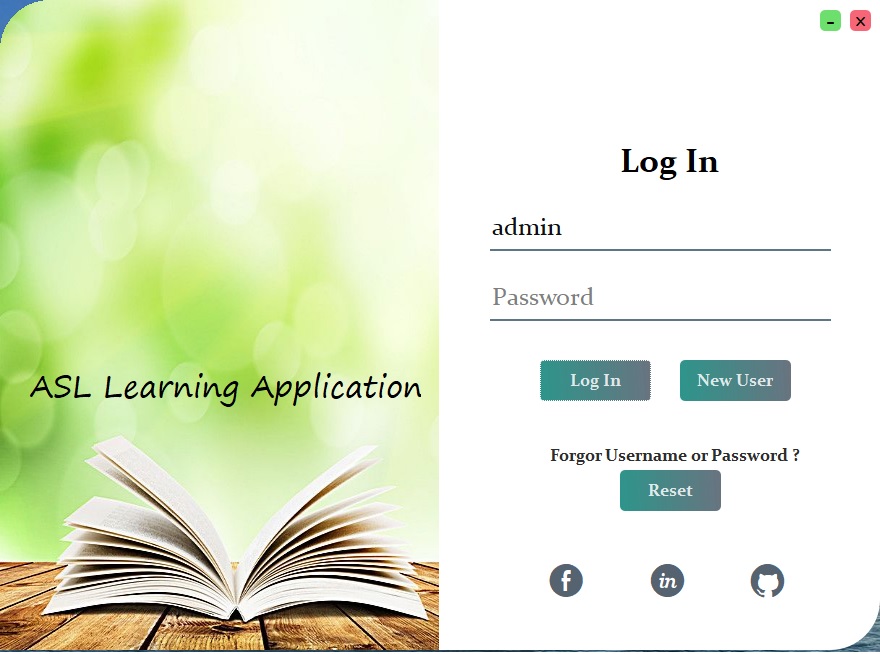 Log In
admin
Password
ASL Learning Application
Log In
New User
Forgor Username or Password ?
Reset
f
in